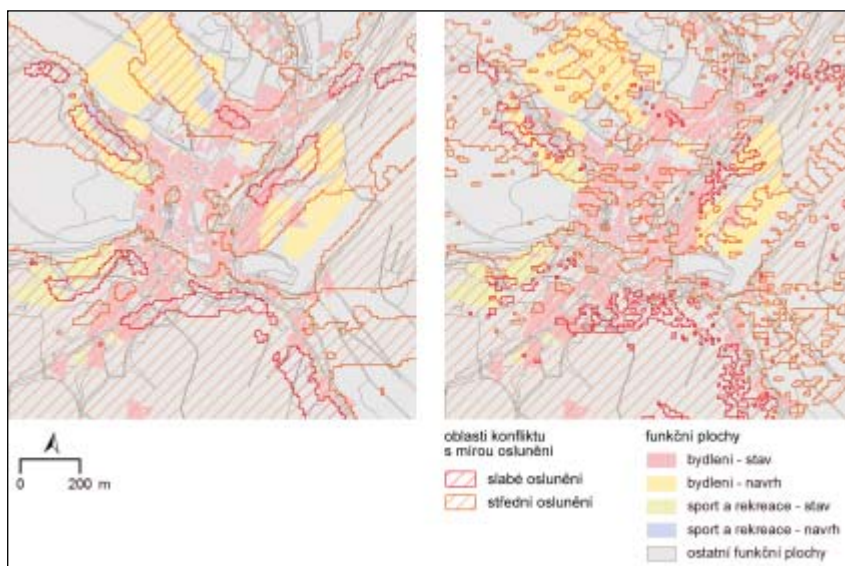 0 200 m
oblasti konfliktu
s mírou oslunění
slabé oslunění
střední oslunění
funkční plochy
bydlení - stav
bydlení - navrh
sport a rekreace - stav
sport a rekreace - navrh
ostatní funkční plochy